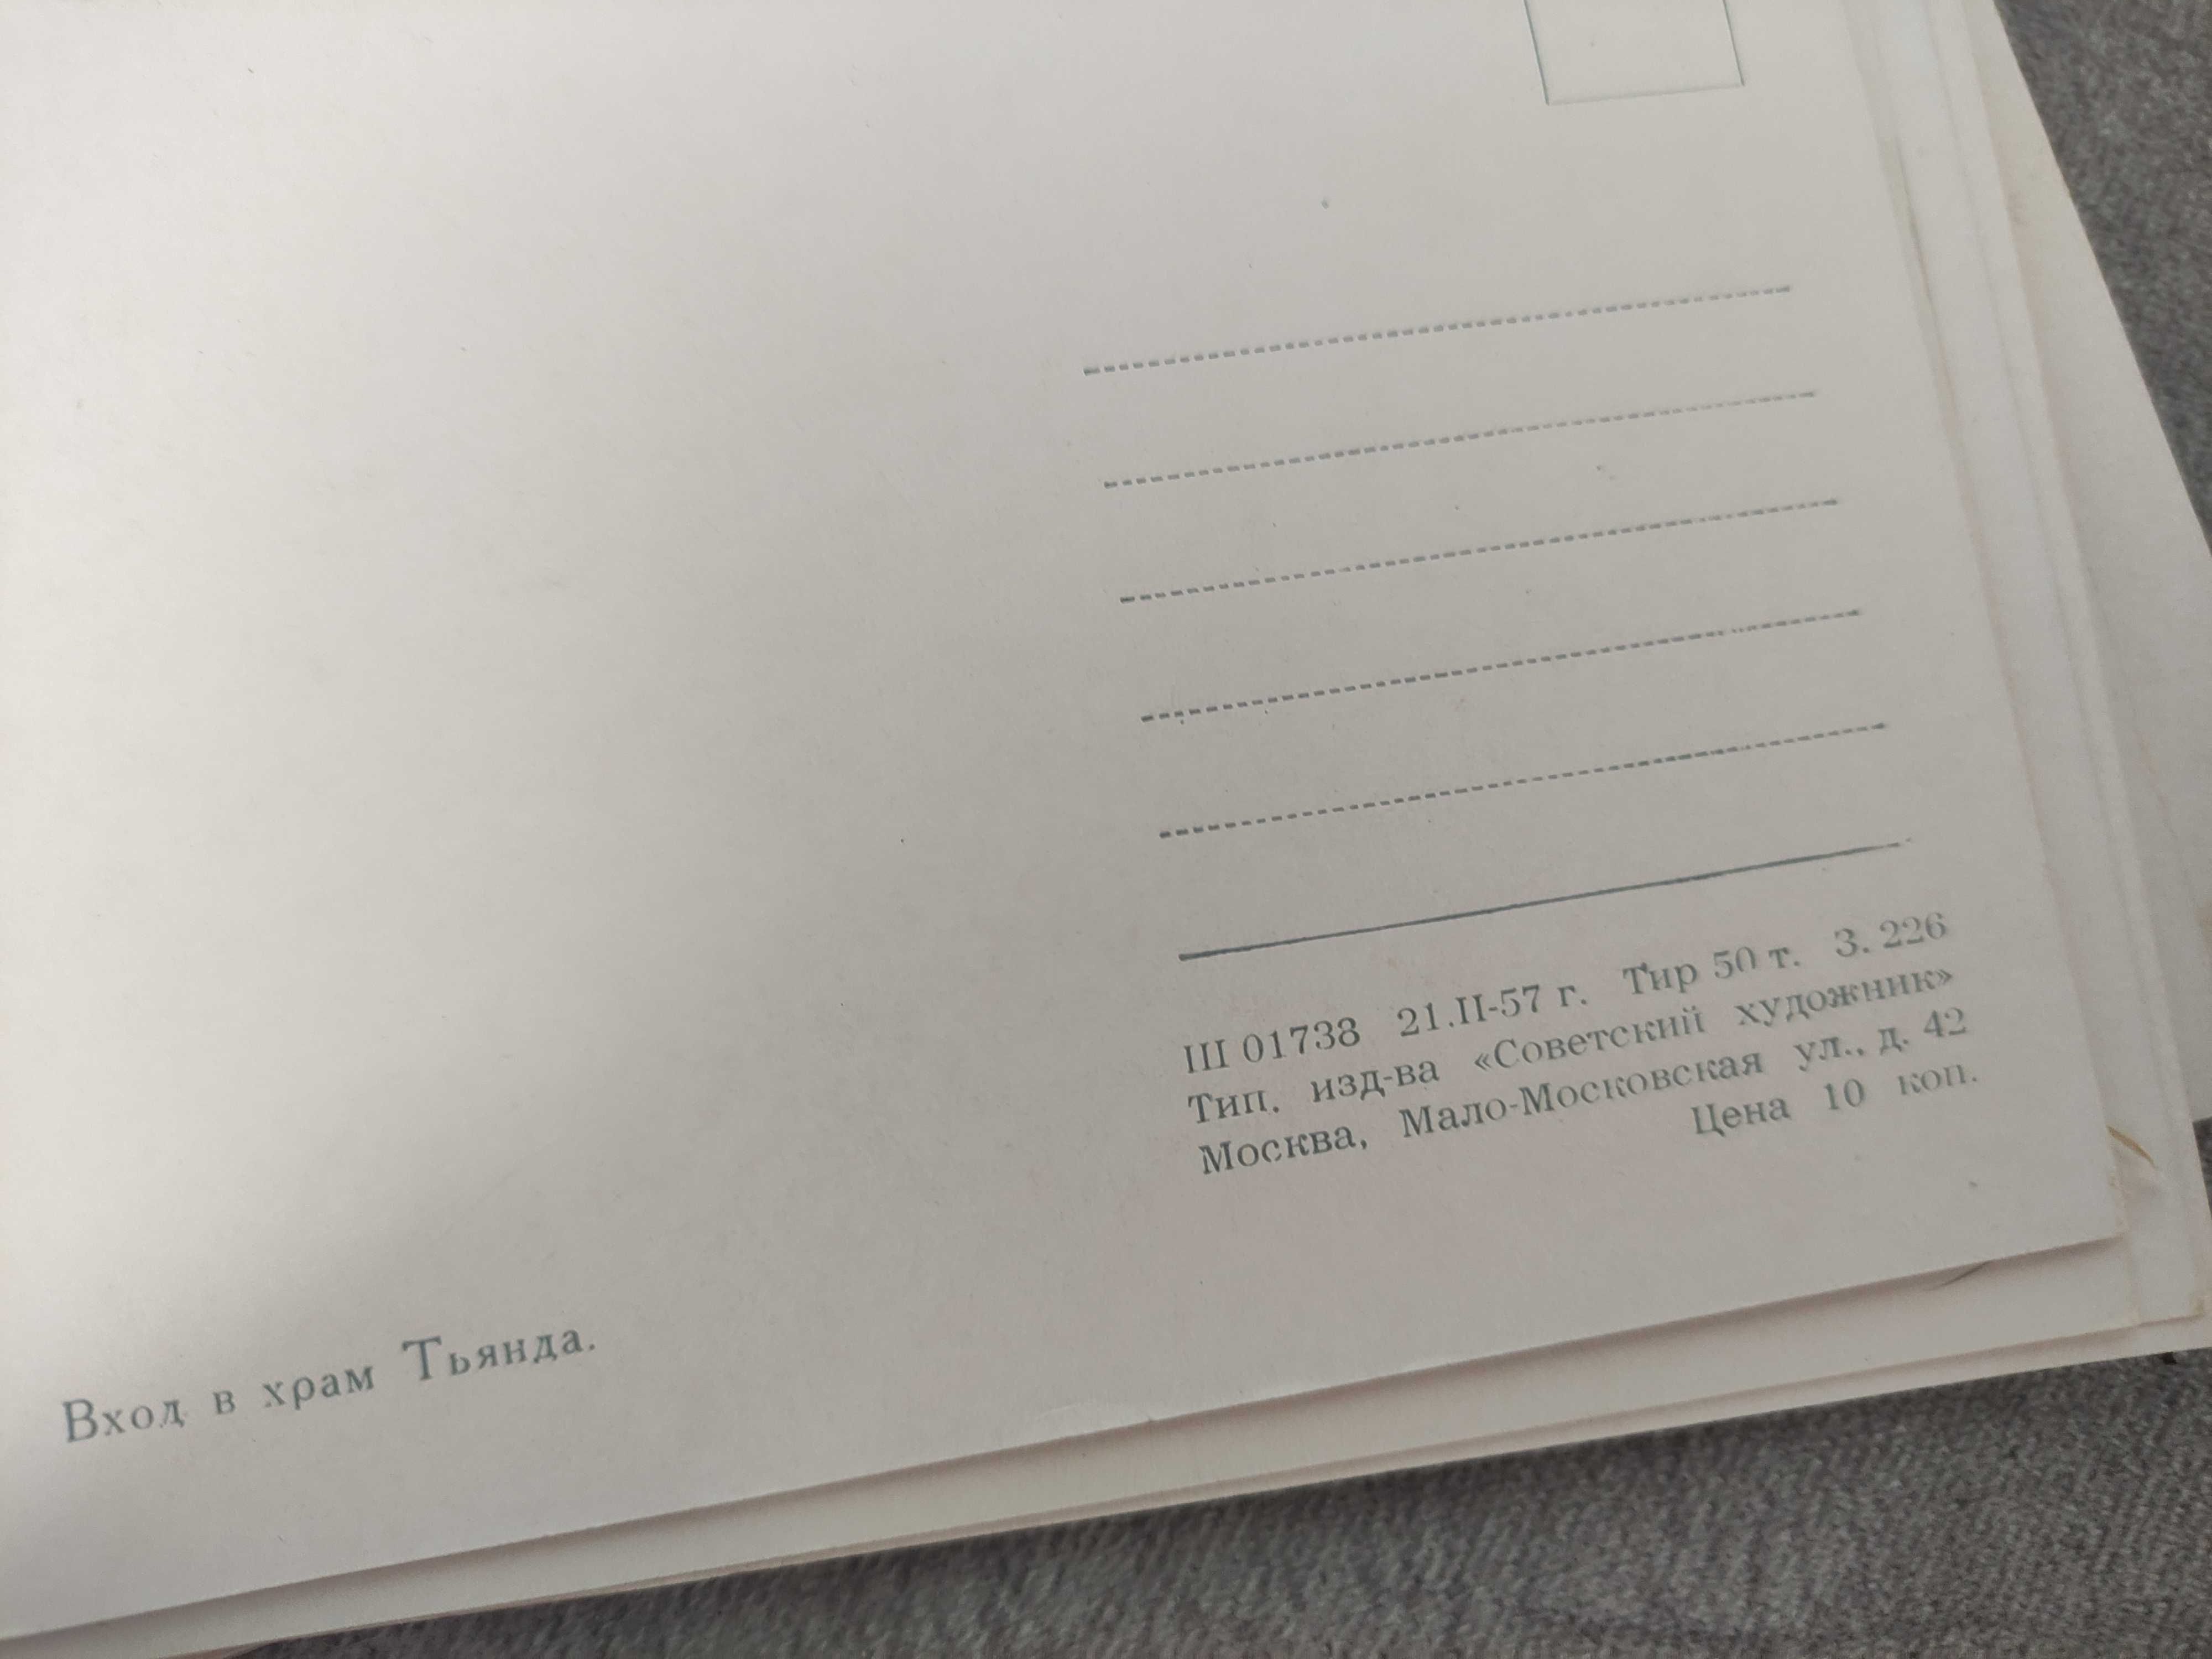 Ш 01738 21.II-57 г. Тир 50 т. З. 226
Тип. изд-ва «Советский художник»
Москва, Мало-Московская ул., д. 42
Цена 10 коп.
Вход в храм Тьянда.